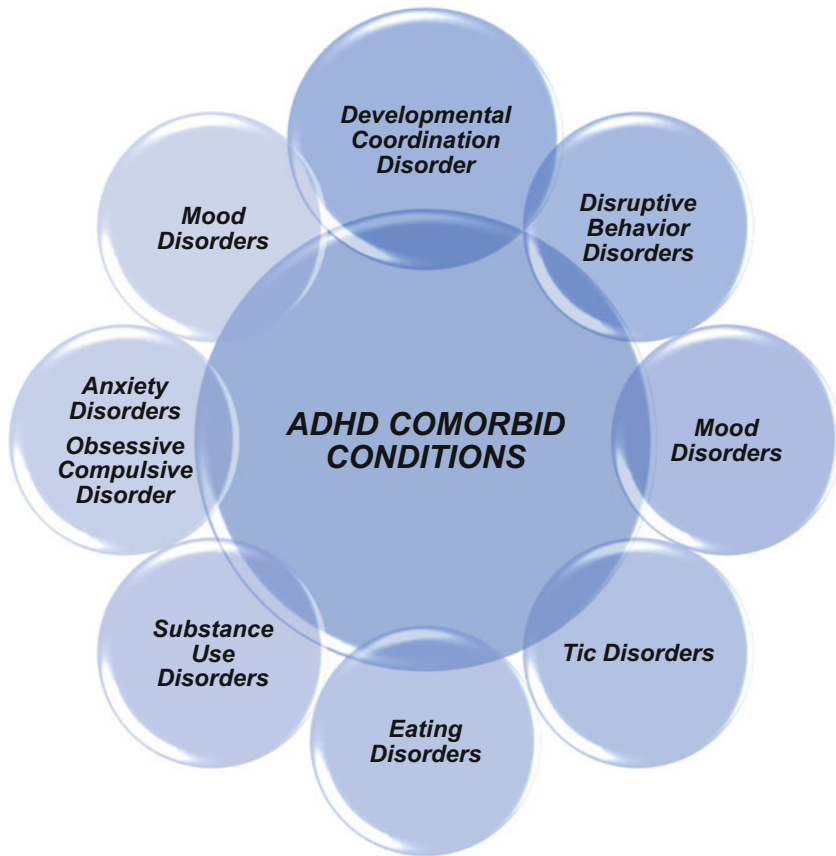 Developmental
Coordination
Disorder
Disruptive
Behavior
Disorders
Mood
Disorders
Tic Disorders
Eating
Disorders
Substance
Use
Disorders
Anxiety
Disorders
Obsessive
Compulsive
Disorder
Mood
Disorders
ADHD COMORBID
CONDITIONS